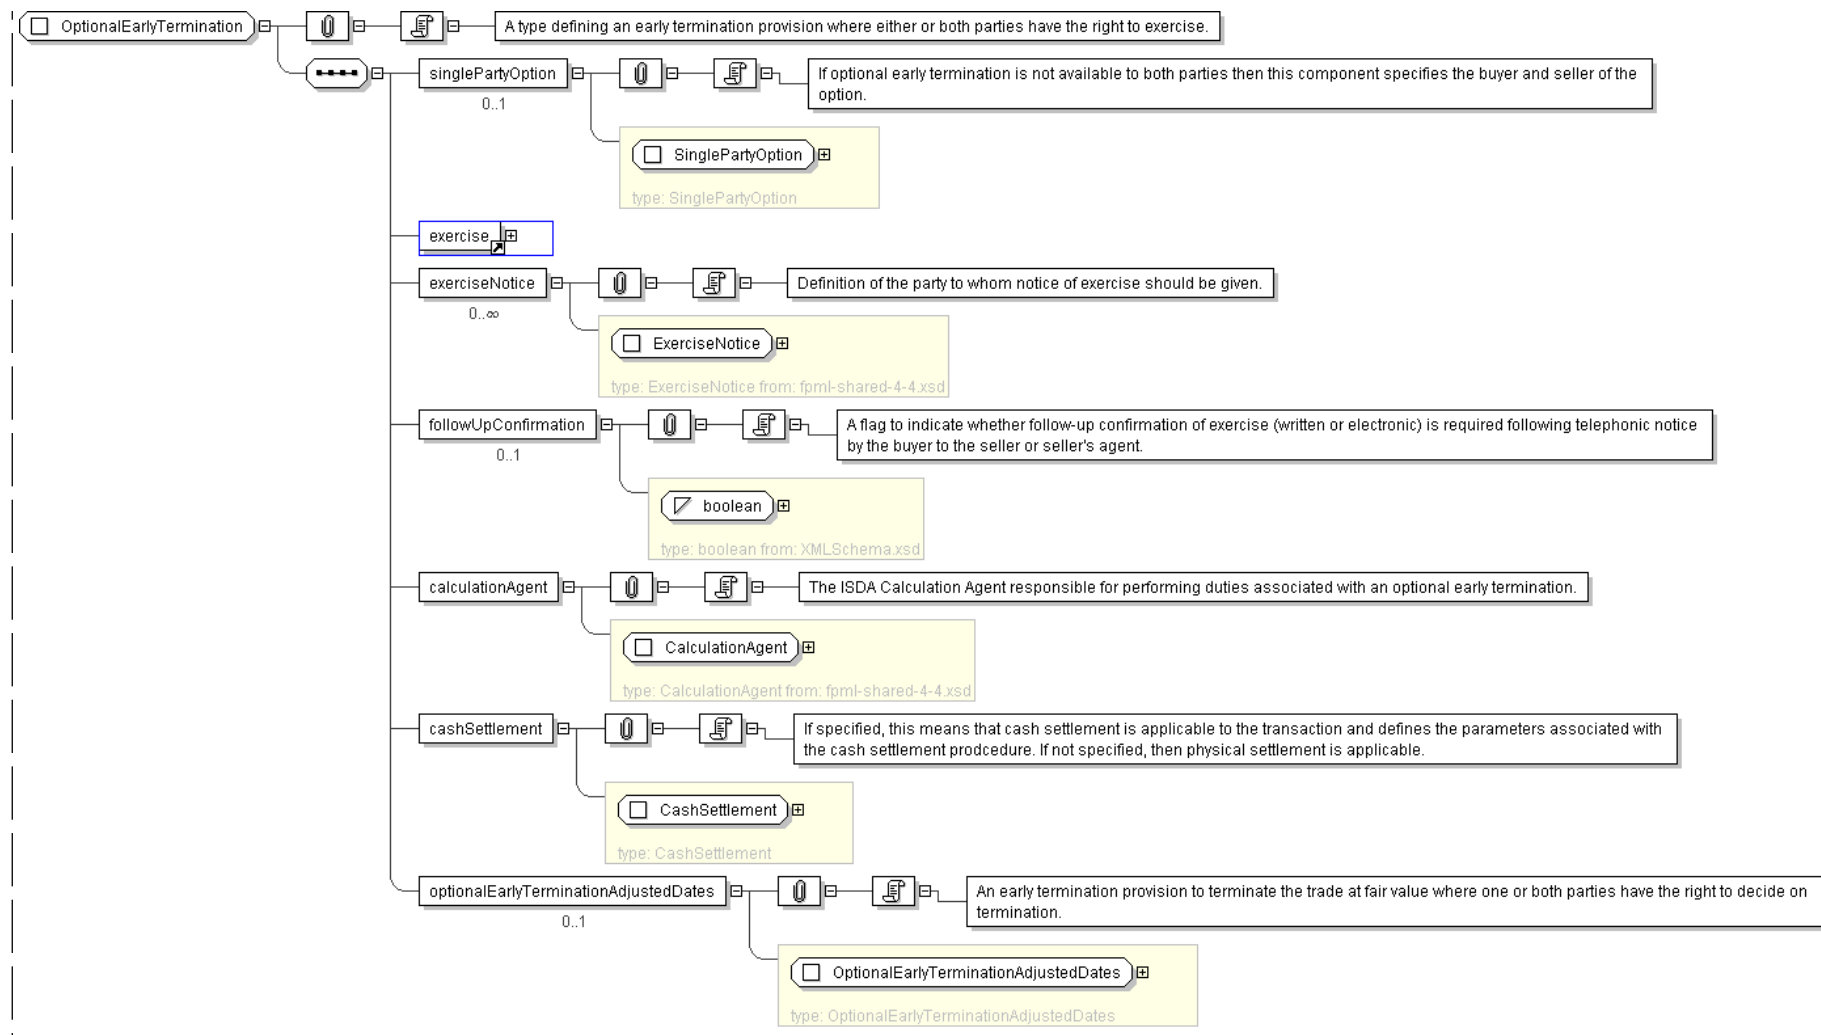 OptionalEarlyTermination
A type defining an early termination provision where either or both parties have the right to exercise.
singlePartyOption
0..1
If optional early termination is not available to both parties then this component specifies the buyer and seller of the
option.
SinglePartyOption
type: SinglePartyOption
exercise
exerciseNotice
0..∞
Definition of the party to whom notice of exercise should be given.
ExerciseNotice
type: ExerciseNotice from: fpml-shared-4-4.xsd
followUpConfirmation
0..1
A flag to indicate whether follow-up confirmation of exercise (written or electronic) is required following telephonic notice
by the buyer to the seller or seller's agent.
boolean
type: boolean from: XMLSchema.xsd
calculationAgent
The ISDA Calculation Agent responsible for performing duties associated with an optional early termination.
CalculationAgent
type: CalculationAgent from: fpml-shared-4-4.xsd
cashSettlement
If specified, this means that cash settlement is applicable to the transaction and defines the parameters associated with
the cash settlement prodcedure. If not specified, then physical settlement is applicable.
CashSettlement
type: CashSettlement
optionalEarlyTerminationAdjustedDates
0..1
An early termination provision to terminate the trade at fair value where one or both parties have the right to decide on
termination.
OptionalEarlyTerminationAdjustedDates
type: OptionalEarlyTerminationAdjustedDates